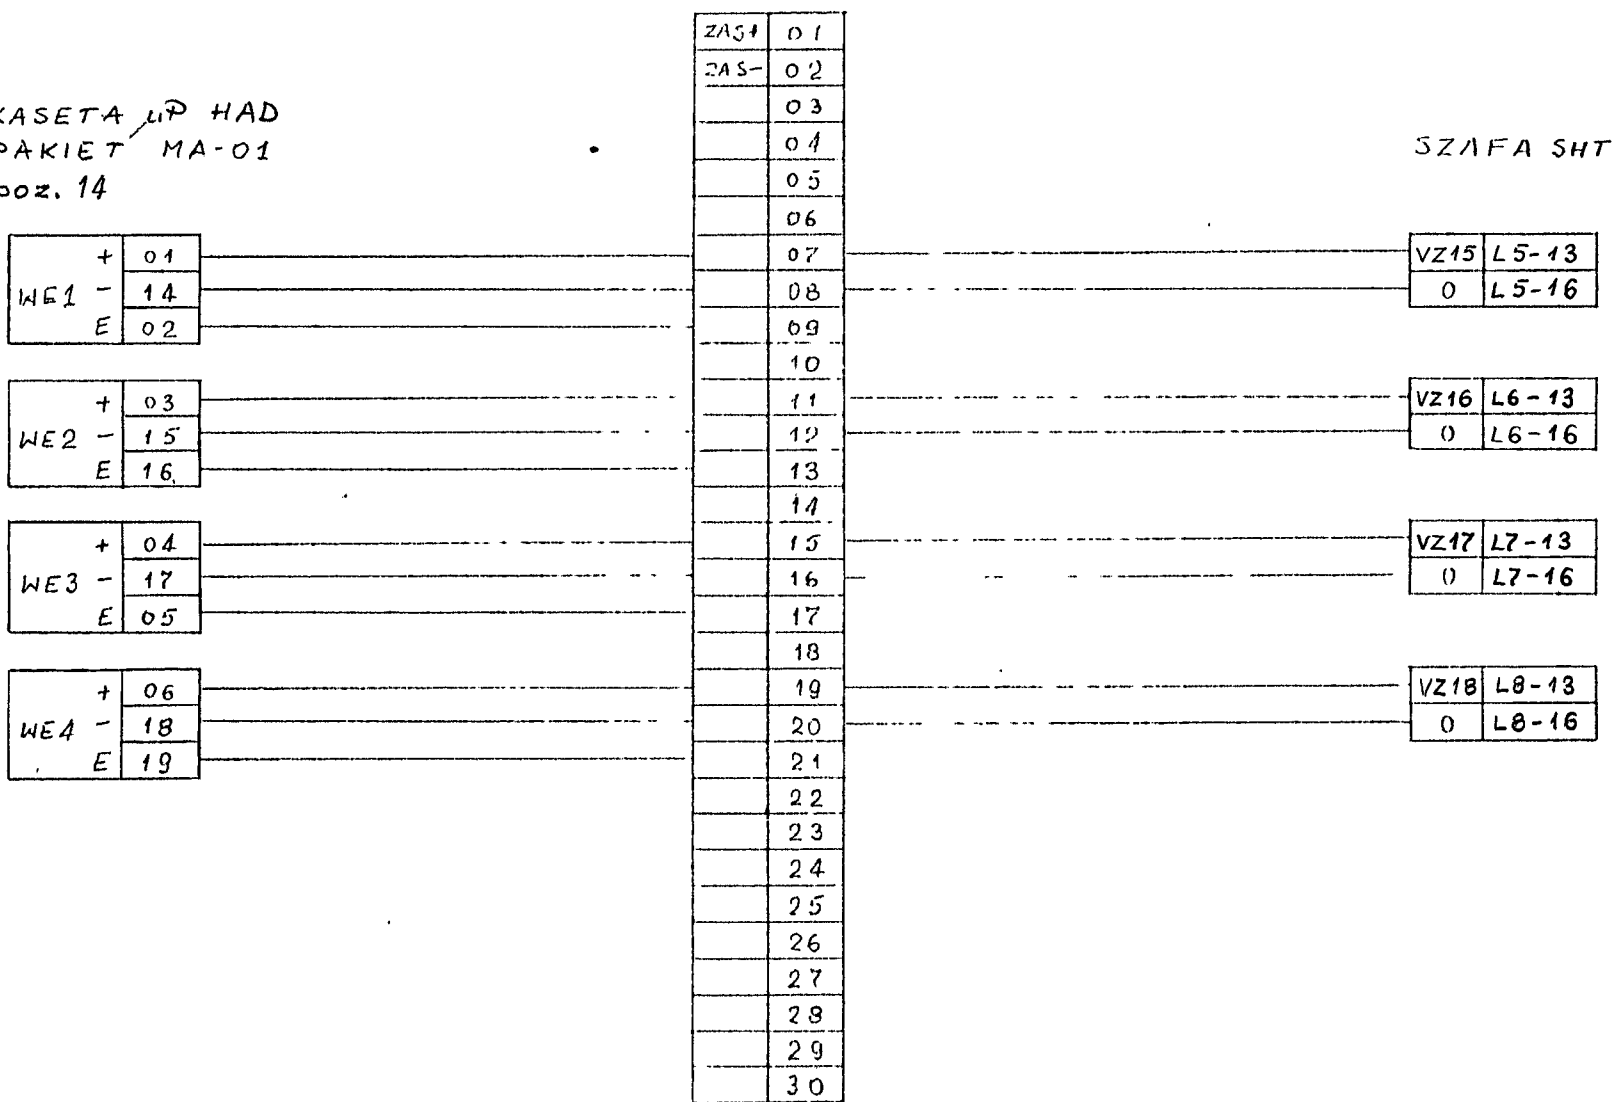 KASETA μP HAD
PAKIET MA-01
poz. 14
SZAFA SHT
ZAS+ 01
ZAS- 02
03
04
05
06
07
08
09
10
11
12
13
14
15
16
17
18
19
20
21
22
23
24
25
26
27
28
29
30
WE1
+ 01
- 14
E 02
WE2
+ 03
- 15
E 16
WE3
+ 04
- 17
E 05
WE4
+ 06
- 18
E 19
VZ15 L5-13
0 L5-16
VZ16 L6-13
0 L6-16
VZ17 L7-13
0 L7-16
VZ18 L8-13
0 L8-16